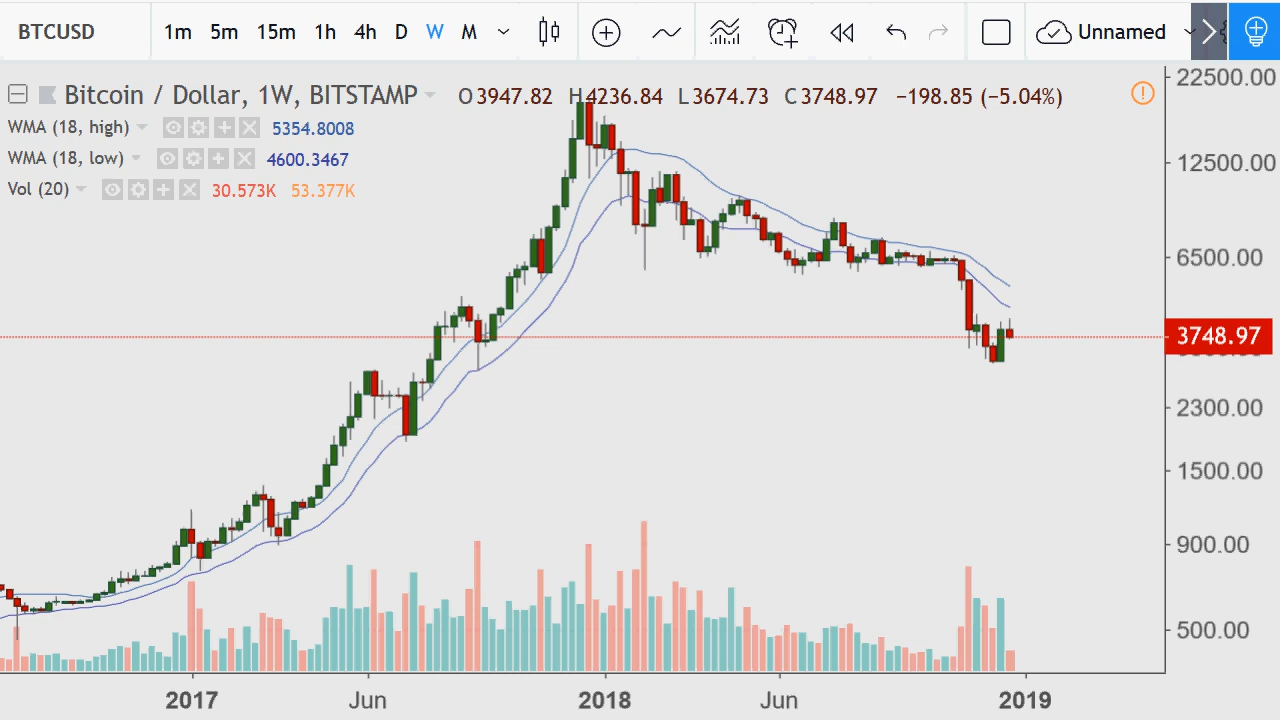 BTCUSD 1m 5m 15m 1h 4h D W M Unnamed
Bitcoin / Dollar, 1W, BITSTAMP O3947.82 H4236.84 L3674.73 C3748.97 −198.85 (−5.04%)
WMA (18, high) 5354.8008
WMA (18, low) 4600.3467
Vol (20) 30.573K 53.377K
22500.00
12500.00
6500.00
3748.97
2300.00
1500.00
900.00
500.00
2017 Jun 2018 Jun 2019